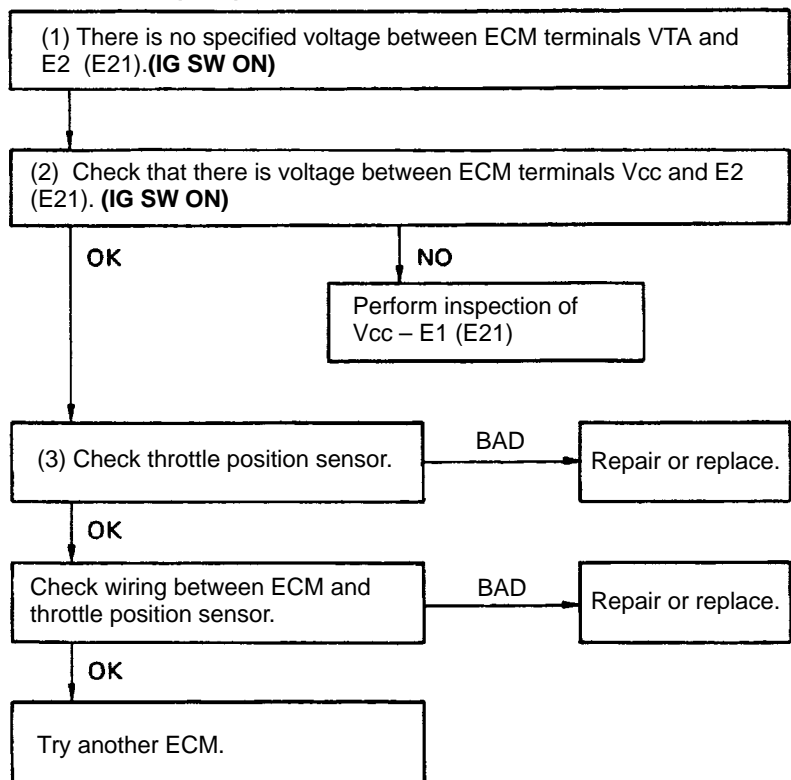 (1) There is no specified voltage between ECM terminals VTA and
E2 (E21).(IG SW ON)
(2) Check that there is voltage between ECM terminals Vcc and E2
(E21). (IG SW ON)
OK
NO
Perform inspection of
Vcc – E1 (E21)
(3) Check throttle position sensor.
BAD
Repair or replace.
OK
Check wiring between ECM and
throttle position sensor.
BAD
Repair or replace.
OK
Try another ECM.